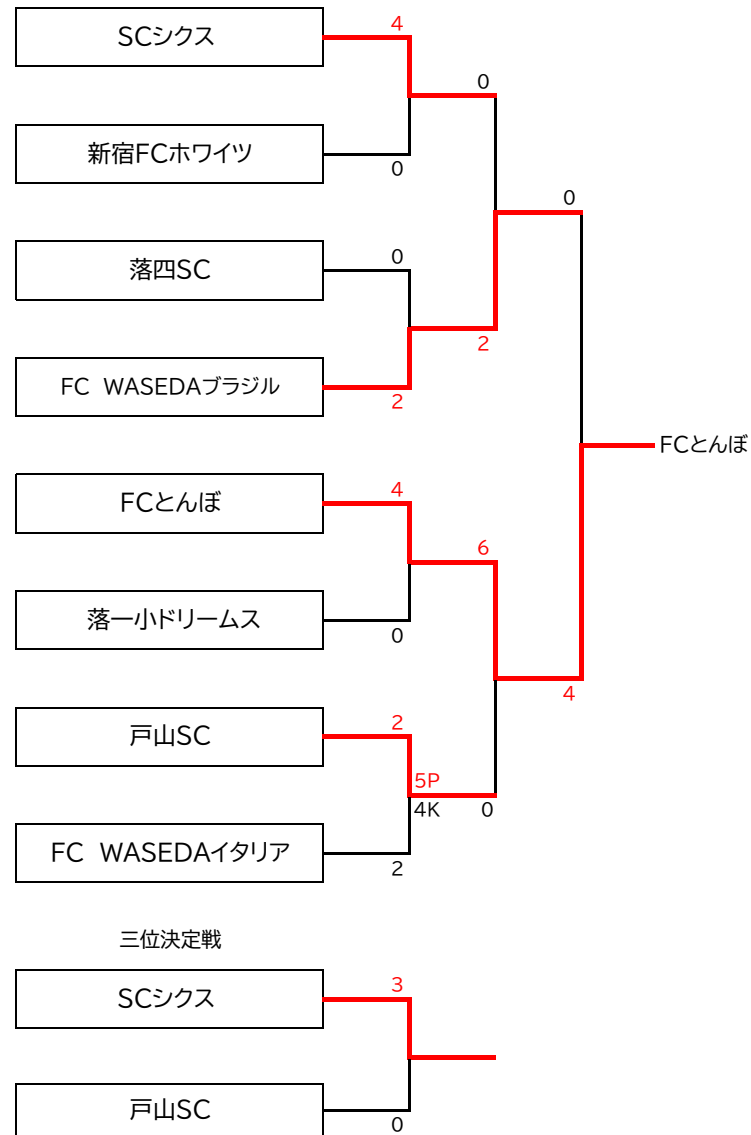 SCシクス
4
0
新宿FCホワイツ
0
0
落四SC
0
2
FC　WASEDAブラジル
2
FCとんぼ
FCとんぼ
4
6
落一小ドリームス
0
4
戸山SC
2
5P
4K
0
FC　WASEDAイタリア
2
三位決定戦
SCシクス
3
戸山SC
0